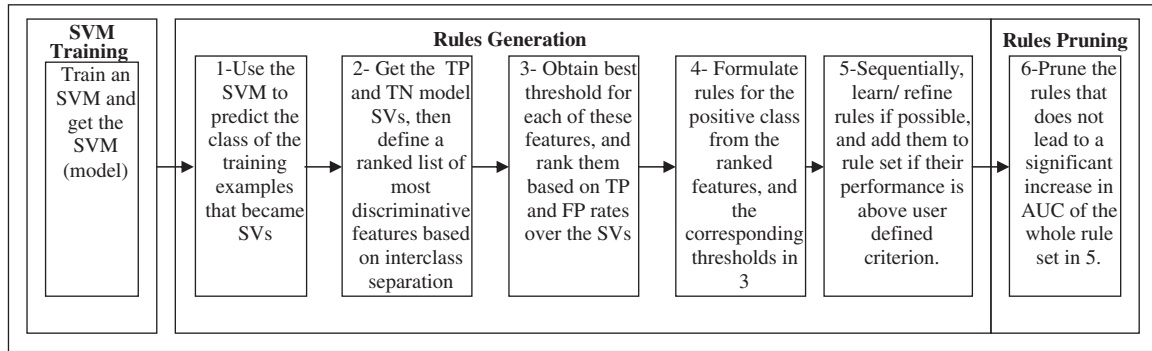 SVM
Training
Train an
SVM and
get the
SVM
(model)
Rules Generation
1-Use the
SVM to
predict the
class of the
training
examples
that became
SVs
2- Get the TP
and TN model
SVs, then
define a
ranked list of
most
discriminative
features based
on interclass
separation
3- Obtain best
threshold for
each of these
features, and
rank them
based on TP
and FP rates
over the SVs
4- Formulate
rules for the
positive class
from the
ranked
features, and
the
corresponding
thresholds in
3
5-Sequentially,
learn/ refine
rules if possible,
and add them to
rule set if their
performance is
above user
defined
criterion.
Rules Pruning
6-Prune the
rules that
does not
lead to a
significant
increase in
AUC of the
whole rule
set in 5.